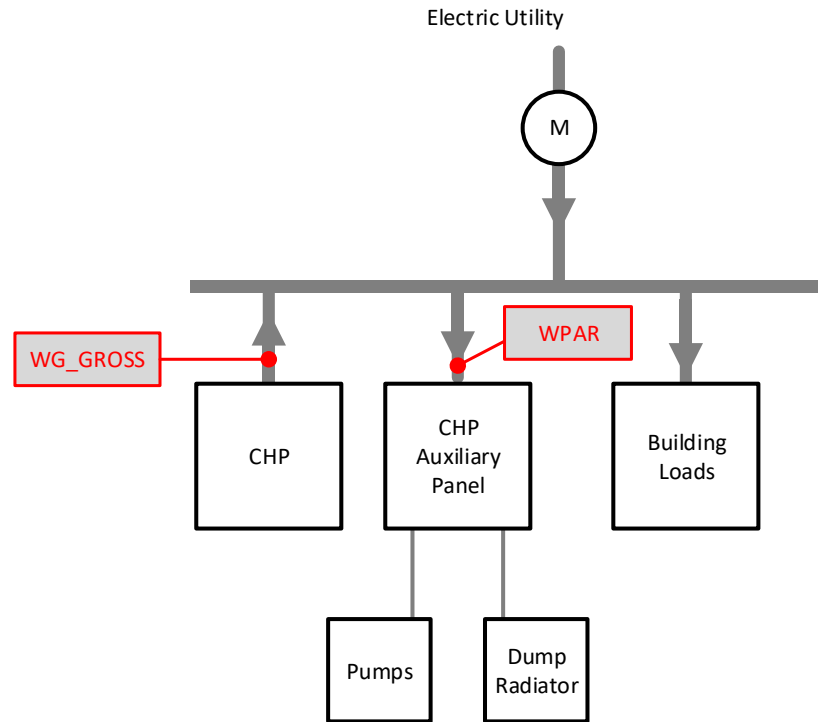 Electric Utility
M
WG_GROSS
WPAR
CHP
CHP
Auxiliary
Panel
Building
Loads
Pumps
Dump
Radiator